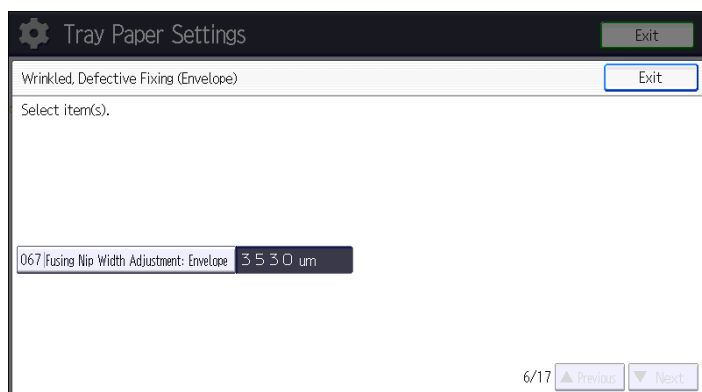 Tray Paper Settings
Exit
Wrinkled, Defective Fixing (Envelope)
Exit
Select item(s).
067 Fusing Nip Width Adjustment: Envelope 3530 um
6/17 ▲ Previous ▼ Next